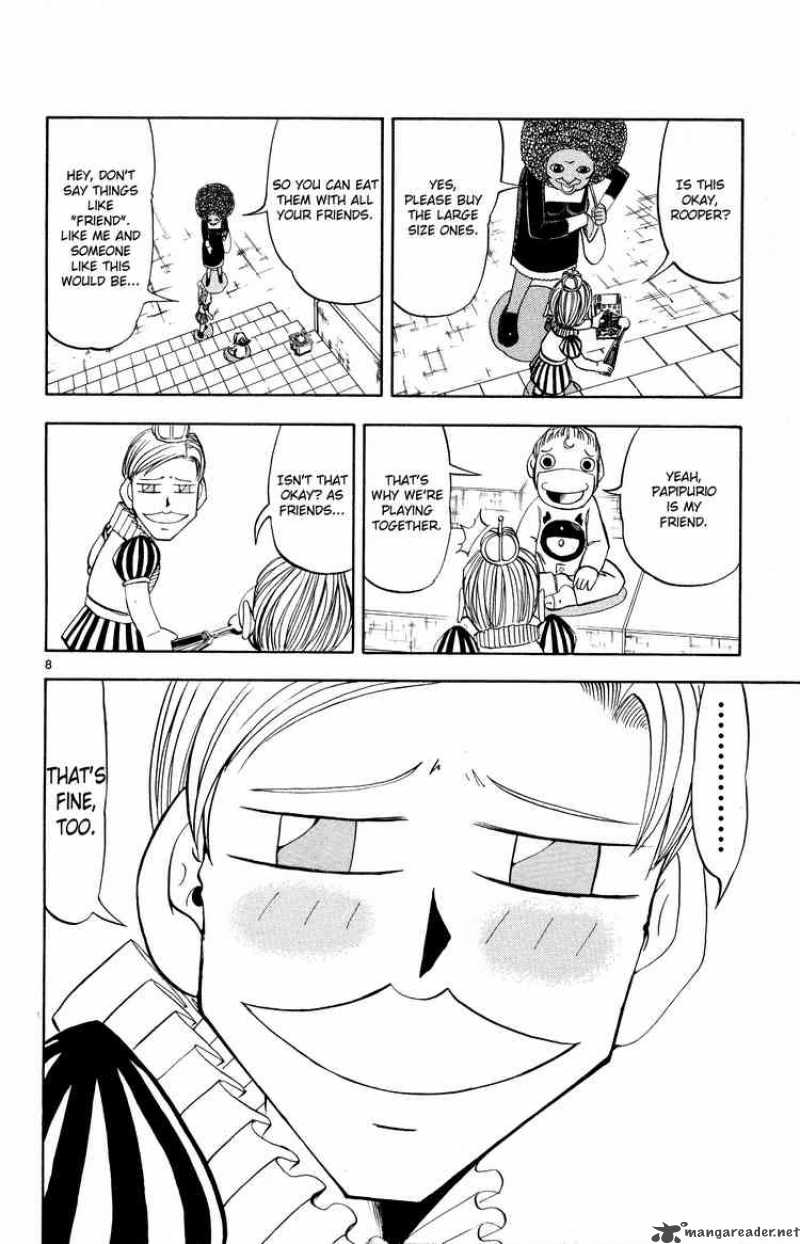 IS THIS
OKAY,
ROOPER?
YES,
PLEASE BUY
THE LARGE
SIZE ONES.
SO YOU CAN EAT
THEM WITH ALL
YOUR FRIENDS.
HEY, DON'T
SAY THINGS
LIKE
"FRIEND".
LIKE ME AND
SOMEONE
LIKE THIS
WOULD BE...
YEAH,
PAPIPURIO
IS MY
FRIEND.
THAT'S
WHY WE'RE
PLAYING
TOGETHER.
ISN'T THAT
OKAY? AS
FRIENDS...
8
.........
THAT'S
FINE,
TOO.
mangareader.net